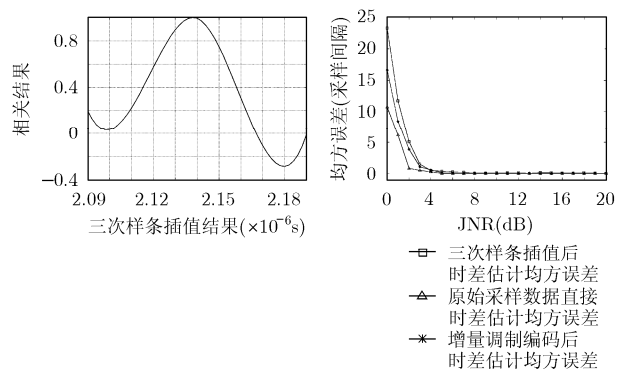 0.8
0.4
0
−0.4
相关结果
2.09 2.12 2.15 2.18
三次样条插值结果(×10⁻⁶s)
25
20
15
10
5
0
均方误差(采样间隔)
0 4 8 12 16 20
JNR(dB)
三次样条插值后
时差估计均方误差
原始采样数据直接
时差估计均方误差
增量调制编码后
时差估计均方误差